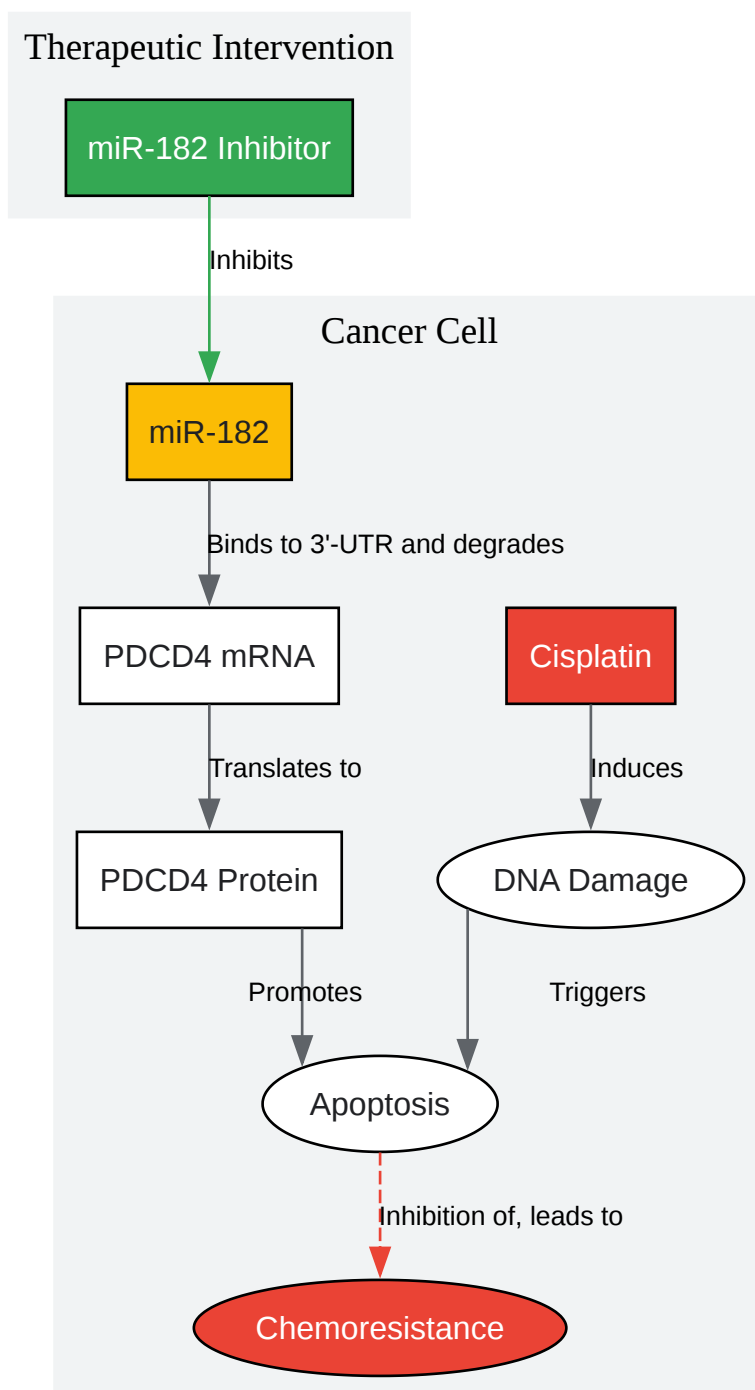 Therapeutic Intervention
miR-182 Inhibitor
Inhibits
Cancer Cell
miR-182
Binds to 3'-UTR and degrades
PDCD4 mRNA
Cisplatin
Translates to
Induces
PDCD4 Protein
DNA Damage
Promotes
Triggers
Apoptosis
Inhibition of, leads to
Chemoresistance